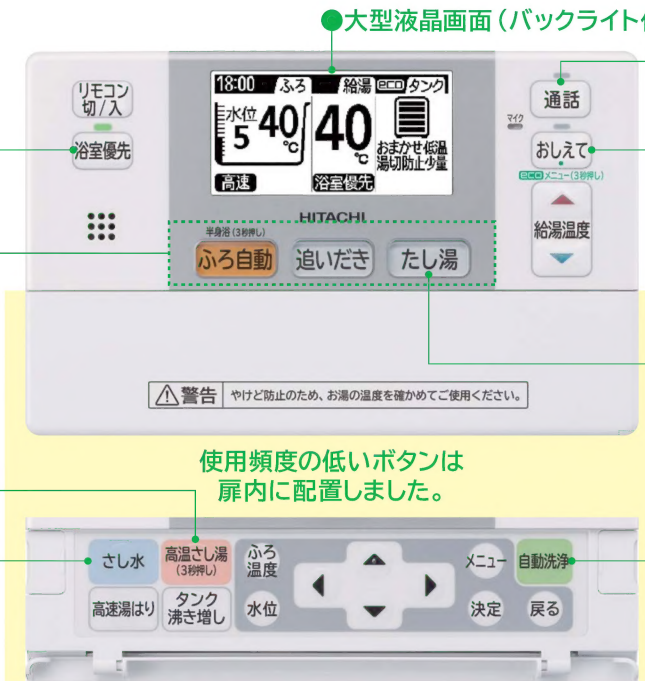 ●大型液晶画面(バックライト
リモコン
切/入
浴室優先
18:00 ふろ 給湯 eco タンク
水位
5 40℃ 40℃
おまかせ低温
湯切防止少量
高速 浴室優先
HITACHI
半身浴(3秒押し)
ふろ自動 追いだき たし湯
通話
マイク
おしえて
eco メニュー(3秒押し)
給湯温度
警告 やけど防止のため、お湯の温度を確かめてご使用ください。
使用頻度の低いボタンは
扉内に配置しました。
さし水
高温さし湯
(3秒押し)
ふろ
温度
メニュー
自動洗浄
高速湯はり
タンク
沸き増し
水位
決定
戻る